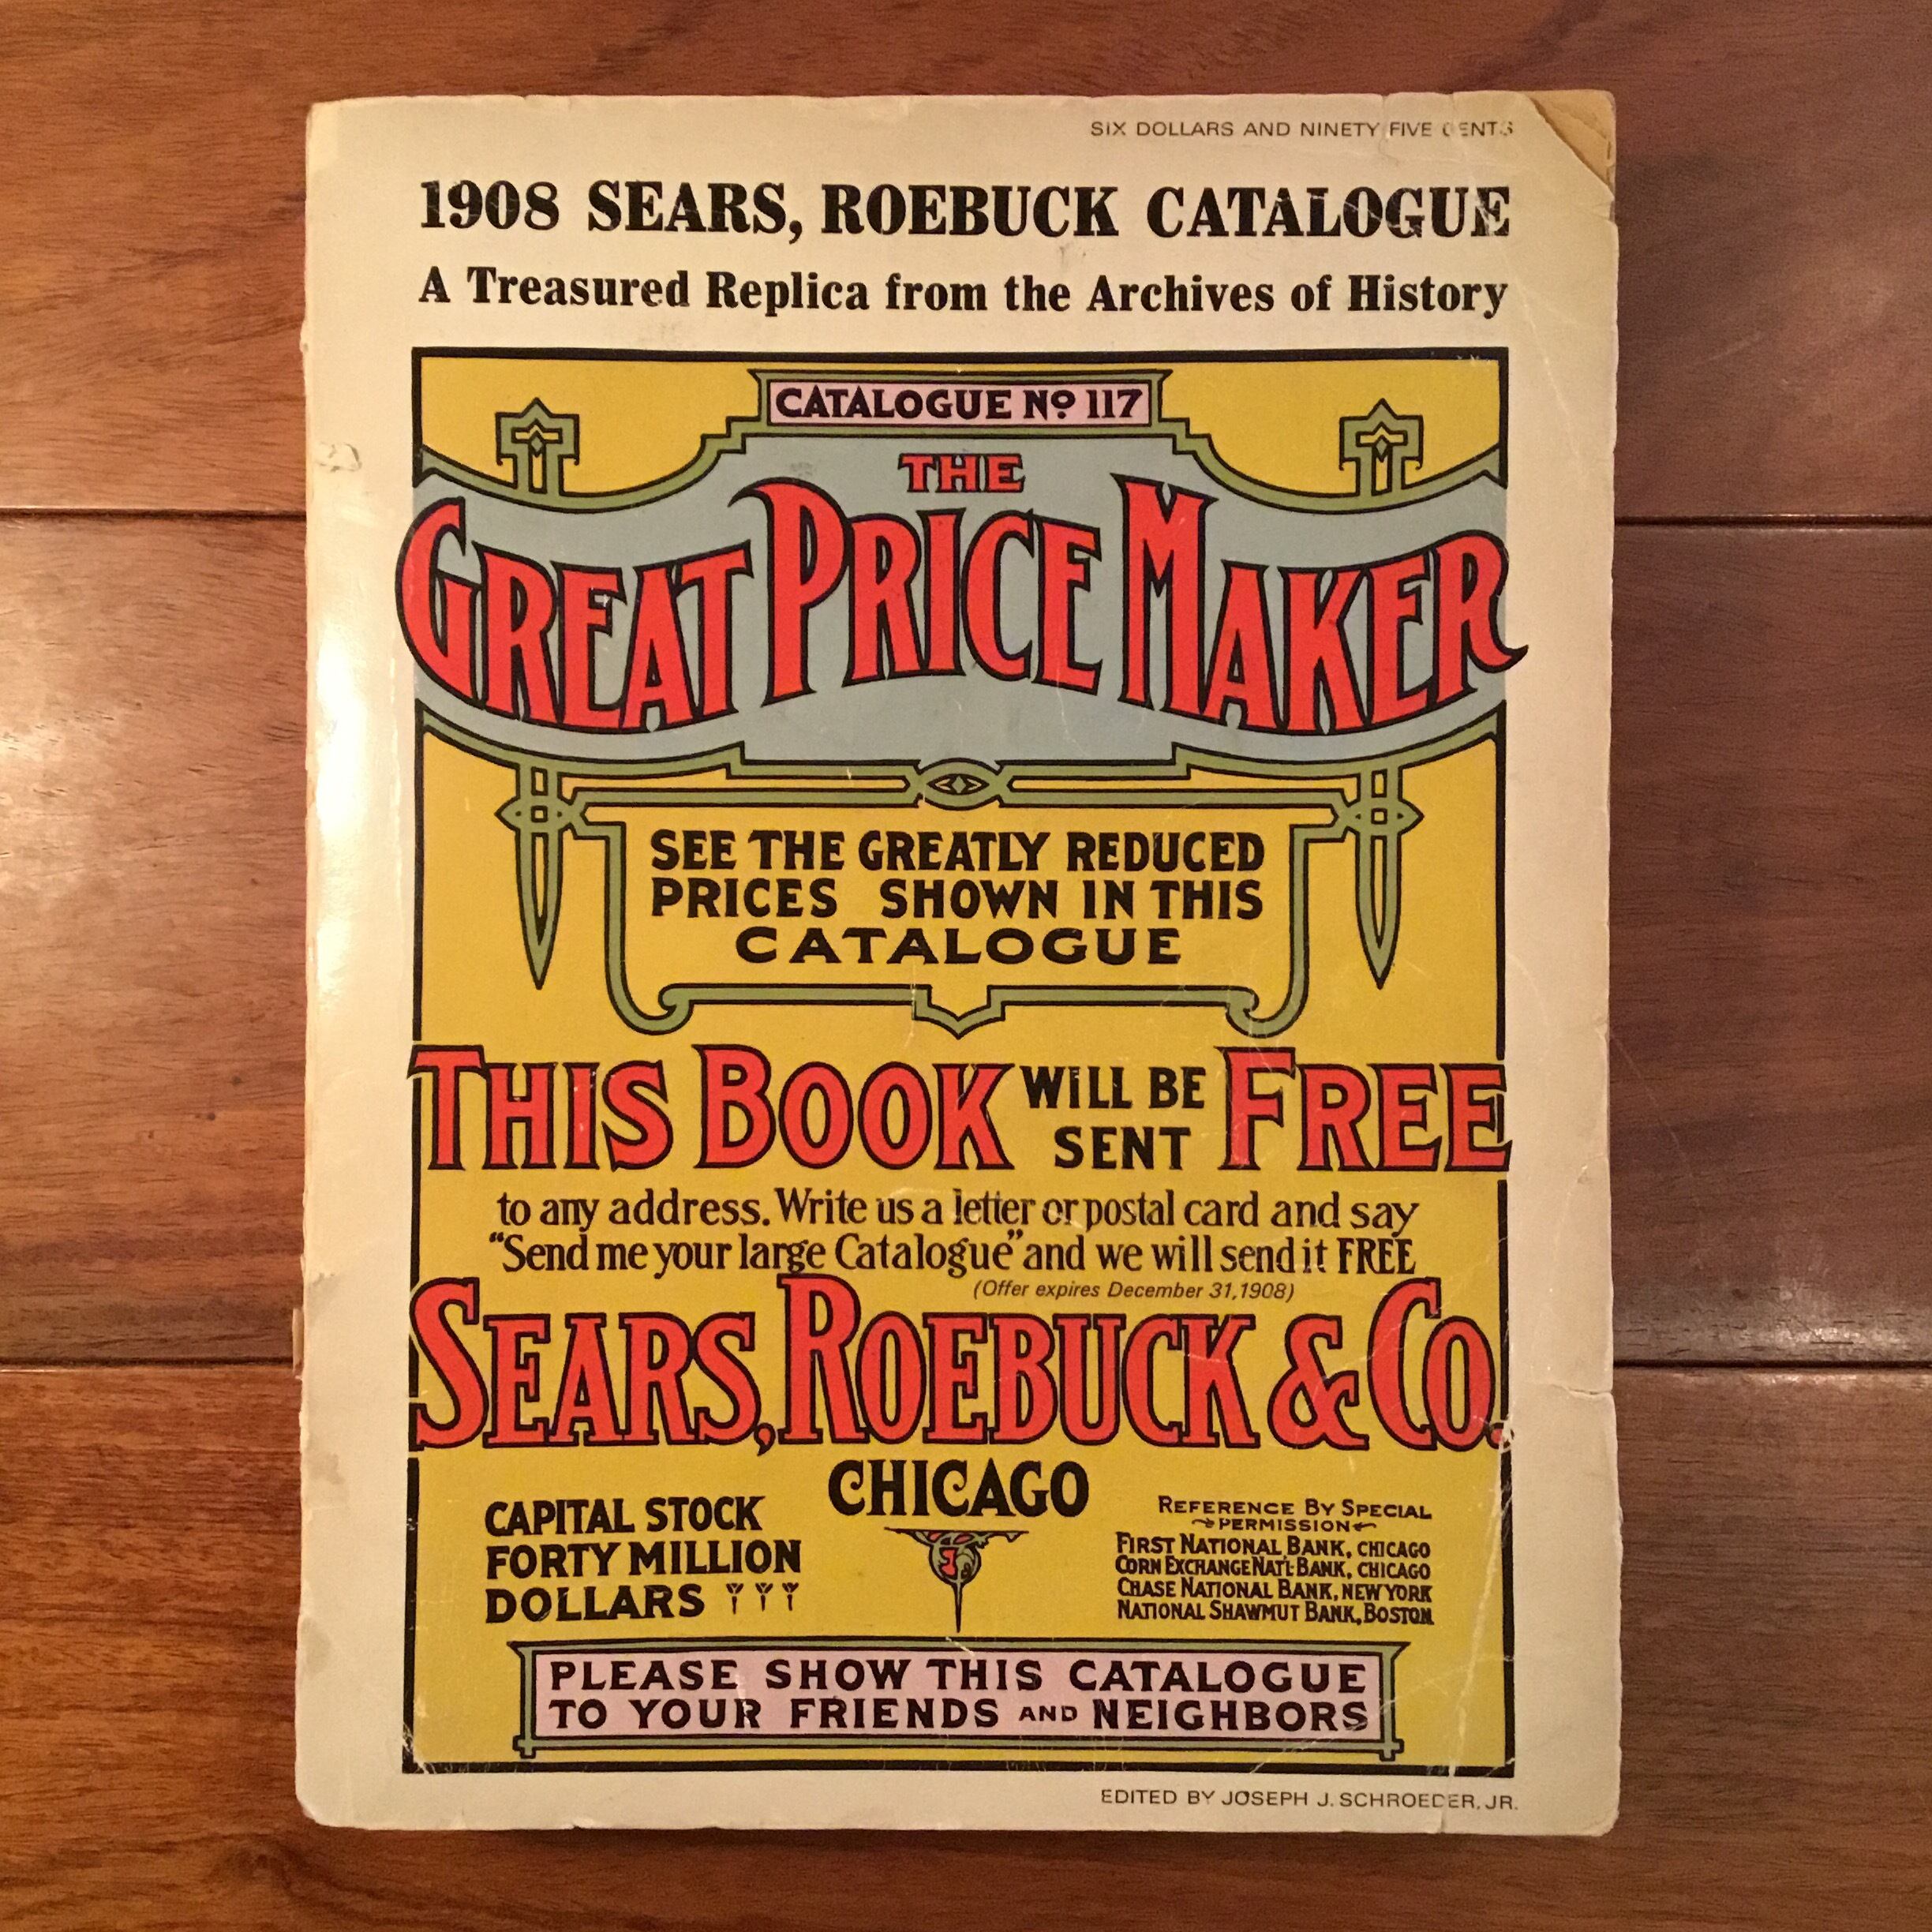 SIX DOLLARS AND NINETY FIVE CENTS
1908 SEARS, ROEBUCK CATALOGUE
A Treasured Replica from the Archives of History
CATALOGUE No 117
THE
GREAT PRICE MAKER
SEE THE GREATLY REDUCED
PRICES SHOWN IN THIS
CATALOGUE
THIS BOOK WILL BE SENT FREE
to any address. Write us a letter or postal card and say
"Send me your large Catalogue" and we will send it FREE
(Offer expires December 31, 1908)
SEARS, ROEBUCK & CO.
CHICAGO
CAPITAL STOCK
FORTY MILLION
DOLLARS
REFERENCE BY SPECIAL
PERMISSION
FIRST NATIONAL BANK, CHICAGO
CORN EXCHANGE NAT'L BANK, CHICAGO
CHASE NATIONAL BANK, NEW YORK
NATIONAL SHAWMUT BANK, BOSTON
PLEASE SHOW THIS CATALOGUE
TO YOUR FRIENDS AND NEIGHBORS
EDITED BY JOSEPH J. SCHROEDER, JR.